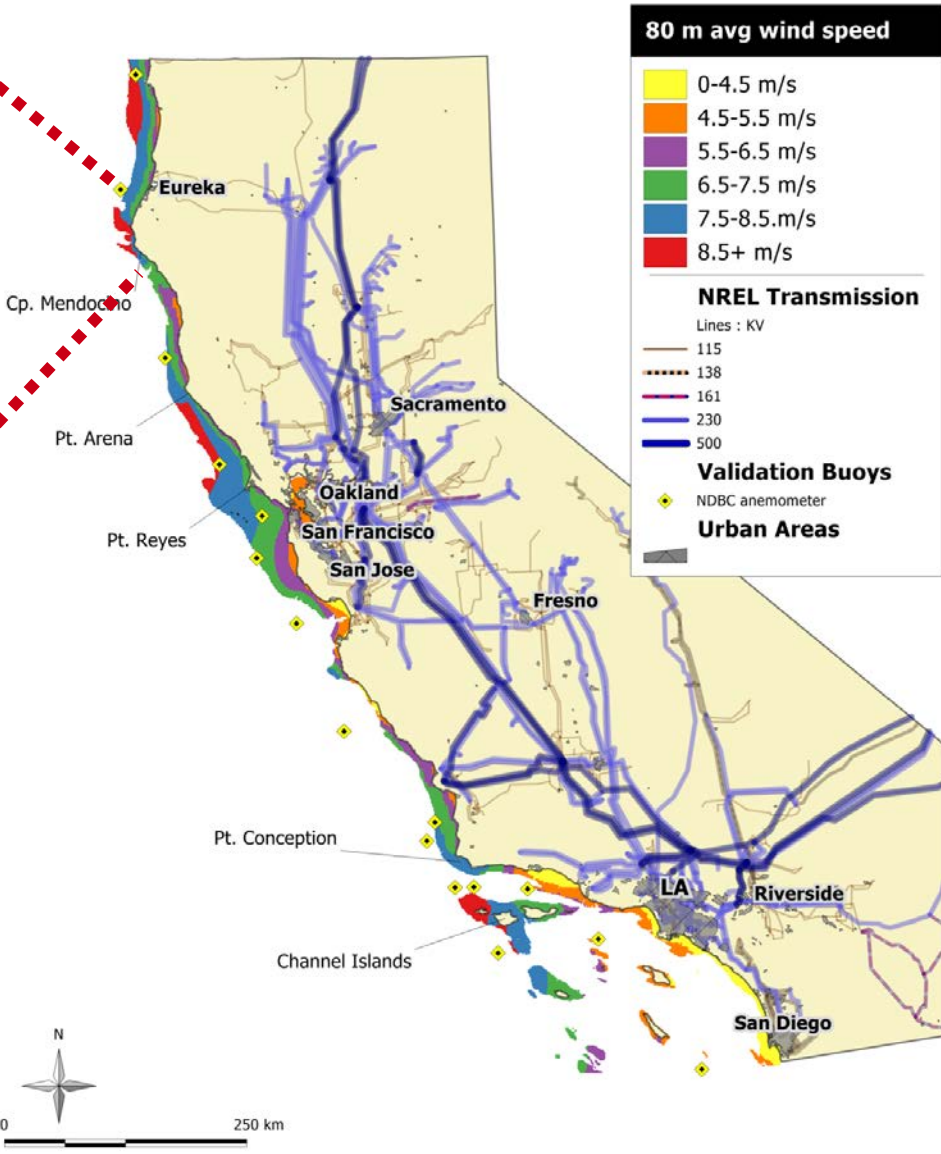 80 m avg wind speed
0-4.5 m/s
4.5-5.5 m/s
5.5-6.5 m/s
6.5-7.5 m/s
7.5-8.5.m/s
8.5+ m/s
NREL Transmission
Lines : KV
115
138
161
230
500
Validation Buoys
NDBC anemometer
Urban Areas
Eureka
Cp. Mendocino
Sacramento
Pt. Arena
Oakland
San Francisco
Pt. Reyes
San Jose
Fresno
Pt. Conception
LA
Riverside
Channel Islands
San Diego
N
0 250 km